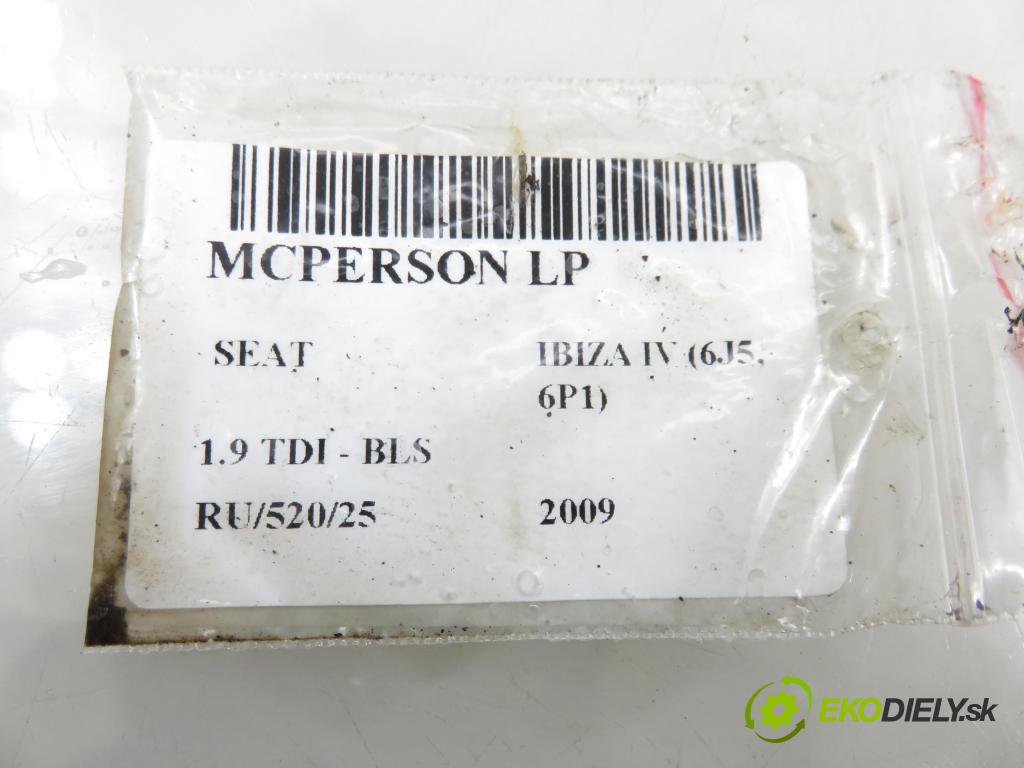 MCPERSON LP
SEAT IBIZA IV (6J5,
6P1)
1.9 TDI - BLS
RU/520/25 2009
EKODIELY.sk